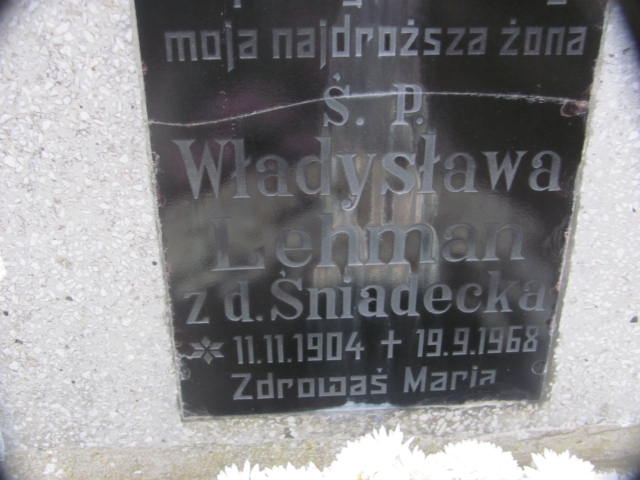 moja najdroższa żona
Ś. P.
Władysława
Lehman
z d. Śniadecka
* 11.11.1904 + 19.9.1968
Zdrowaś Maria